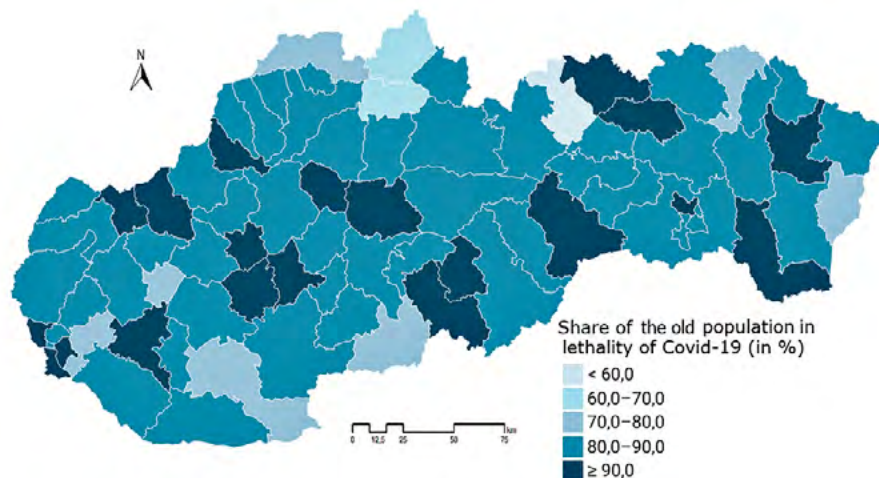 N
Share of the old population in
lethality of Covid-19 (in %)
< 60,0
60,0–70,0
70,0–80,0
80,0–90,0
≥ 90,0
km
0 12,5 25 50 75